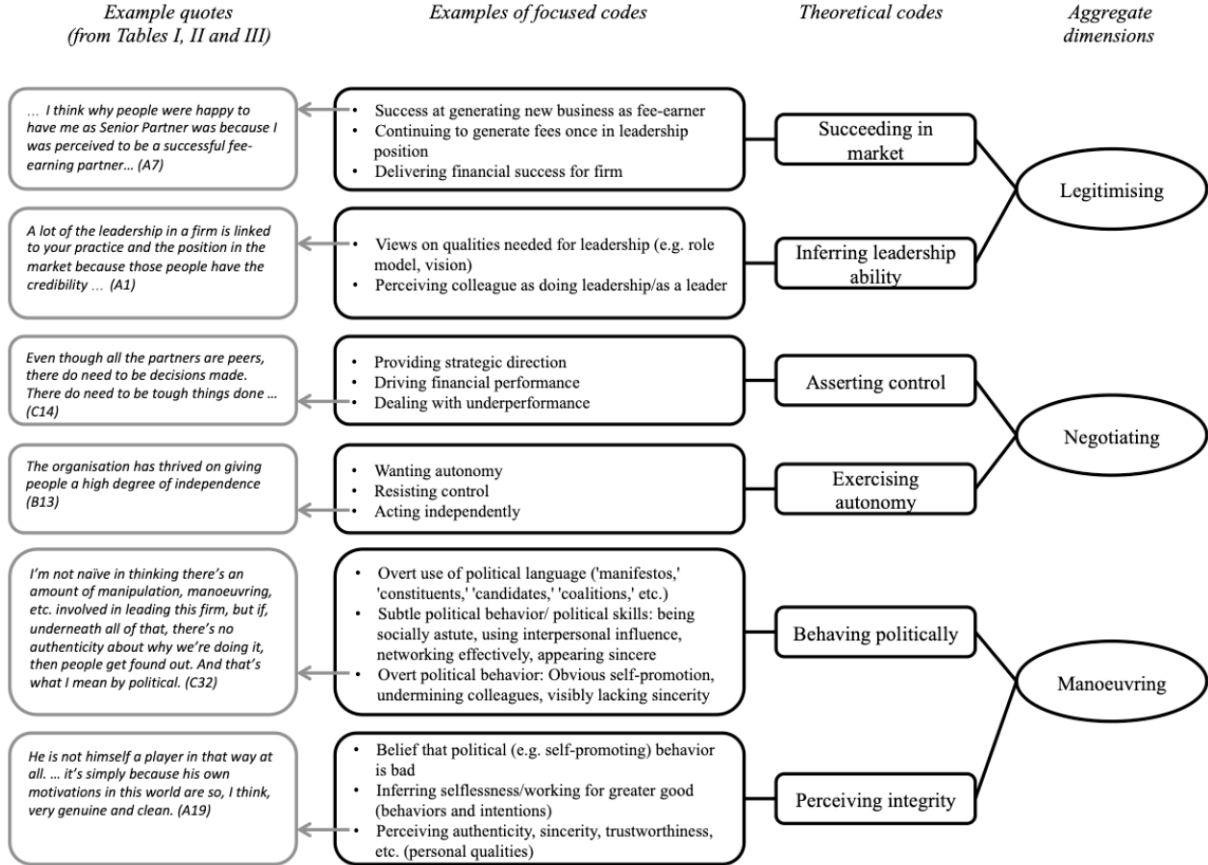 Example quotes
(from Tables I, II and III)
Examples of focused codes
Theoretical codes
Aggregate
dimensions
… I think why people were happy to
have me as Senior Partner was because I
was perceived to be a successful fee-
earning partner… (A7)
• Success at generating new business as fee-earner
• Continuing to generate fees once in leadership
position
• Delivering financial success for firm
Succeeding in
market
Legitimising
A lot of the leadership in a firm is linked
to your practice and the position in the
market because those people have the
credibility … (A1)
• Views on qualities needed for leadership (e.g. role
model, vision)
• Perceiving colleague as doing leadership/as a leader
Inferring leadership
ability
Even though all the partners are peers,
there do need to be decisions made.
There do need to be tough things done …
(C14)
• Providing strategic direction
• Driving financial performance
• Dealing with underperformance
Asserting control
Negotiating
The organisation has thrived on giving
people a high degree of independence
(B13)
• Wanting autonomy
• Resisting control
• Acting independently
Exercising
autonomy
I’m not naïve in thinking there’s an
amount of manipulation, manoeuvring,
etc. involved in leading this firm, but if,
underneath all of that, there’s no
authenticity about why we’re doing it,
then people get found out. And that’s
what I mean by political. (C32)
• Overt use of political language ('manifestos,'
'constituents,' 'candidates,' 'coalitions,' etc.)
• Subtle political behavior/ political skills: being
socially astute, using interpersonal influence,
networking effectively, appearing sincere
• Overt political behavior: Obvious self-promotion,
undermining colleagues, visibly lacking sincerity
Behaving politically
Manoeuvring
He is not himself a player in that way at
all. … it’s simply because his own
motivations in this world are so, I think,
very genuine and clean. (A19)
• Belief that political (e.g. self-promoting) behavior
is bad
• Inferring selflessness/working for greater good
(behaviors and intentions)
• Perceiving authenticity, sincerity, trustworthiness,
etc. (personal qualities)
Perceiving integrity